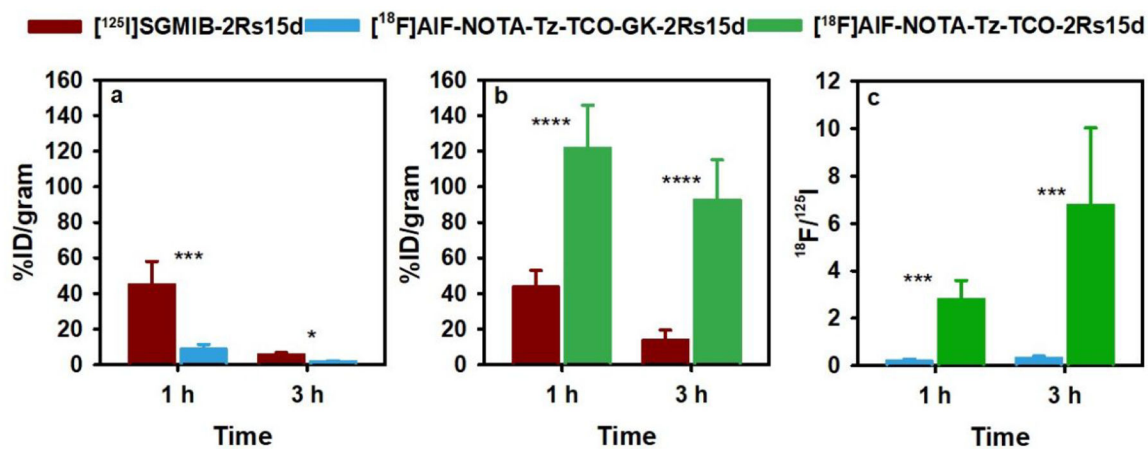 [¹²⁵I]SGMIB-2Rs15d [¹⁸F]AlF-NOTA-Tz-TCO-GK-2Rs15d [¹⁸F]AlF-NOTA-Tz-TCO-2Rs15d
a
%ID/gram
160
140
120
100
80
60
40
20
0
***
*
1 h 3 h
Time
b
%ID/gram
160
140
120
100
80
60
40
20
0
****
****
1 h 3 h
Time
c
¹⁸F/¹²⁵I
12
10
8
6
4
2
0
***
***
1 h 3 h
Time